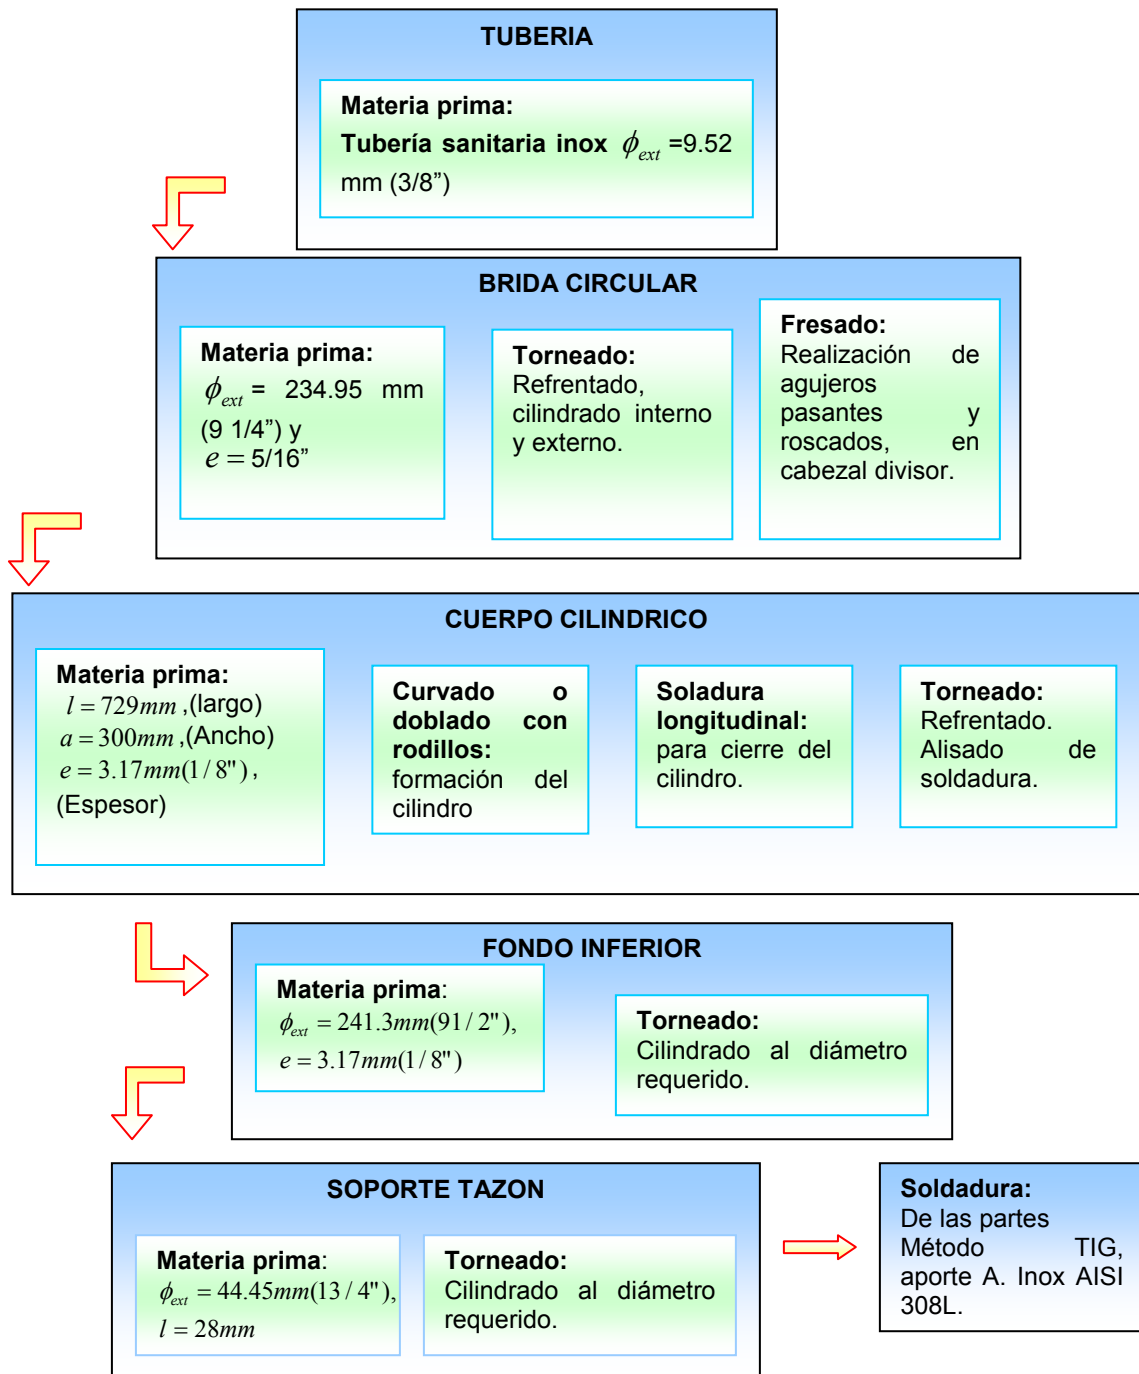 TUBERIA
Materia prima:
Tubería sanitaria inox ϕext =9.52
mm (3/8”)
BRIDA CIRCULAR
Materia prima:
ϕext = 234.95 mm
(9 1/4”) y
e = 5/16”
Torneado:
Refrentado,
cilindrado interno
y externo.
Fresado:
Realización de
agujeros
pasantes y
roscados, en
cabezal divisor.
CUERPO CILINDRICO
Materia prima:
l = 729mm ,(largo)
a = 300mm ,(Ancho)
e = 3.17mm(1/8") ,
(Espesor)
Curvado o
doblado con
rodillos:
formación del
cilindro
Soladura
longitudinal:
para cierre del
cilindro.
Torneado:
Refrentado.
Alisado de
soldadura.
FONDO INFERIOR
Materia prima:
ϕext = 241.3mm(91/2"),
e = 3.17mm(1/8")
Torneado:
Cilindrado al diámetro
requerido.
SOPORTE TAZON
Materia prima:
ϕext = 44.45mm(13/4"),
l = 28mm
Torneado:
Cilindrado al diámetro
requerido.
Soldadura:
De las partes
Método TIG,
aporte A. Inox AISI
308L.